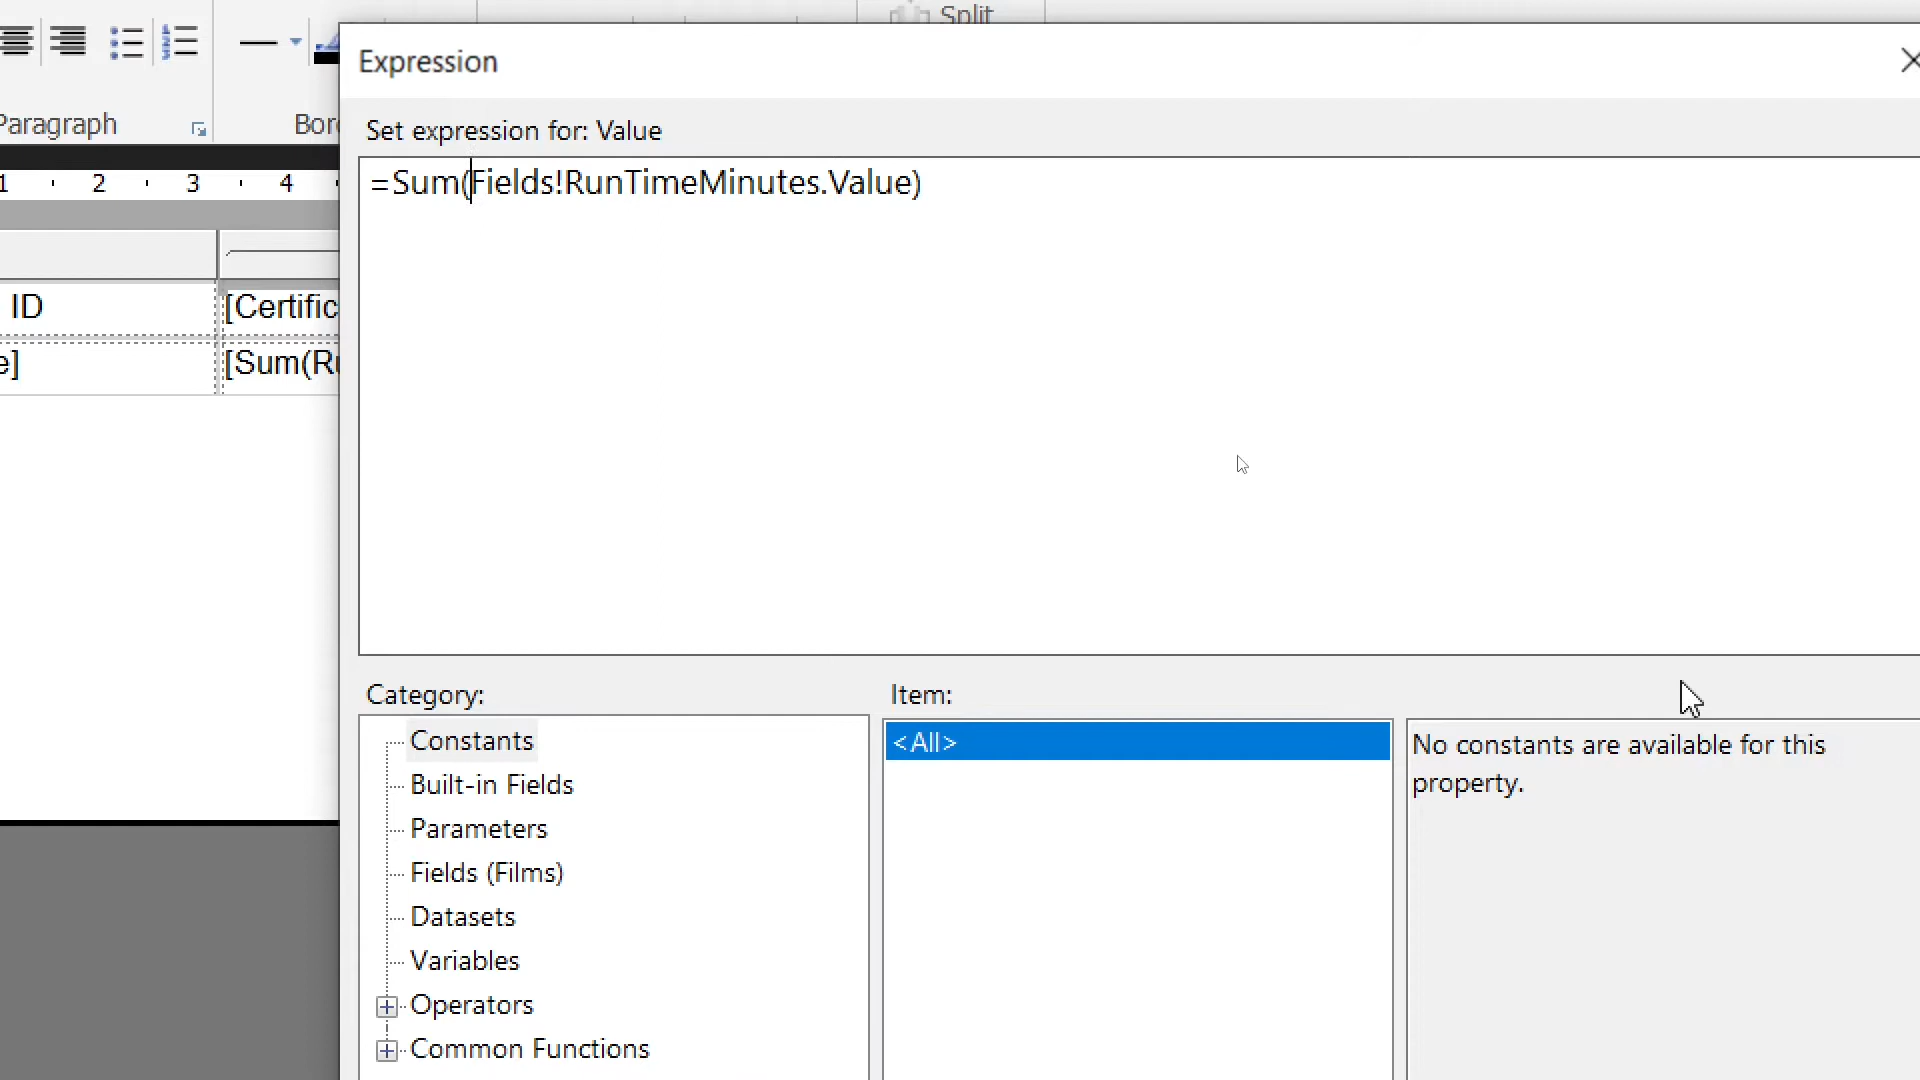 Split
Expression
Paragraph
Set expression for: Value
=Sum(Fields!RunTimeMinutes.Value)
1 2 3 4
ID
[Certific
e]
[Sum(Ru
Category:
Item:
Constants
Built-in Fields
Parameters
Fields (Films)
Datasets
Variables
Operators
Common Functions
<All>
No constants are available for this
property.